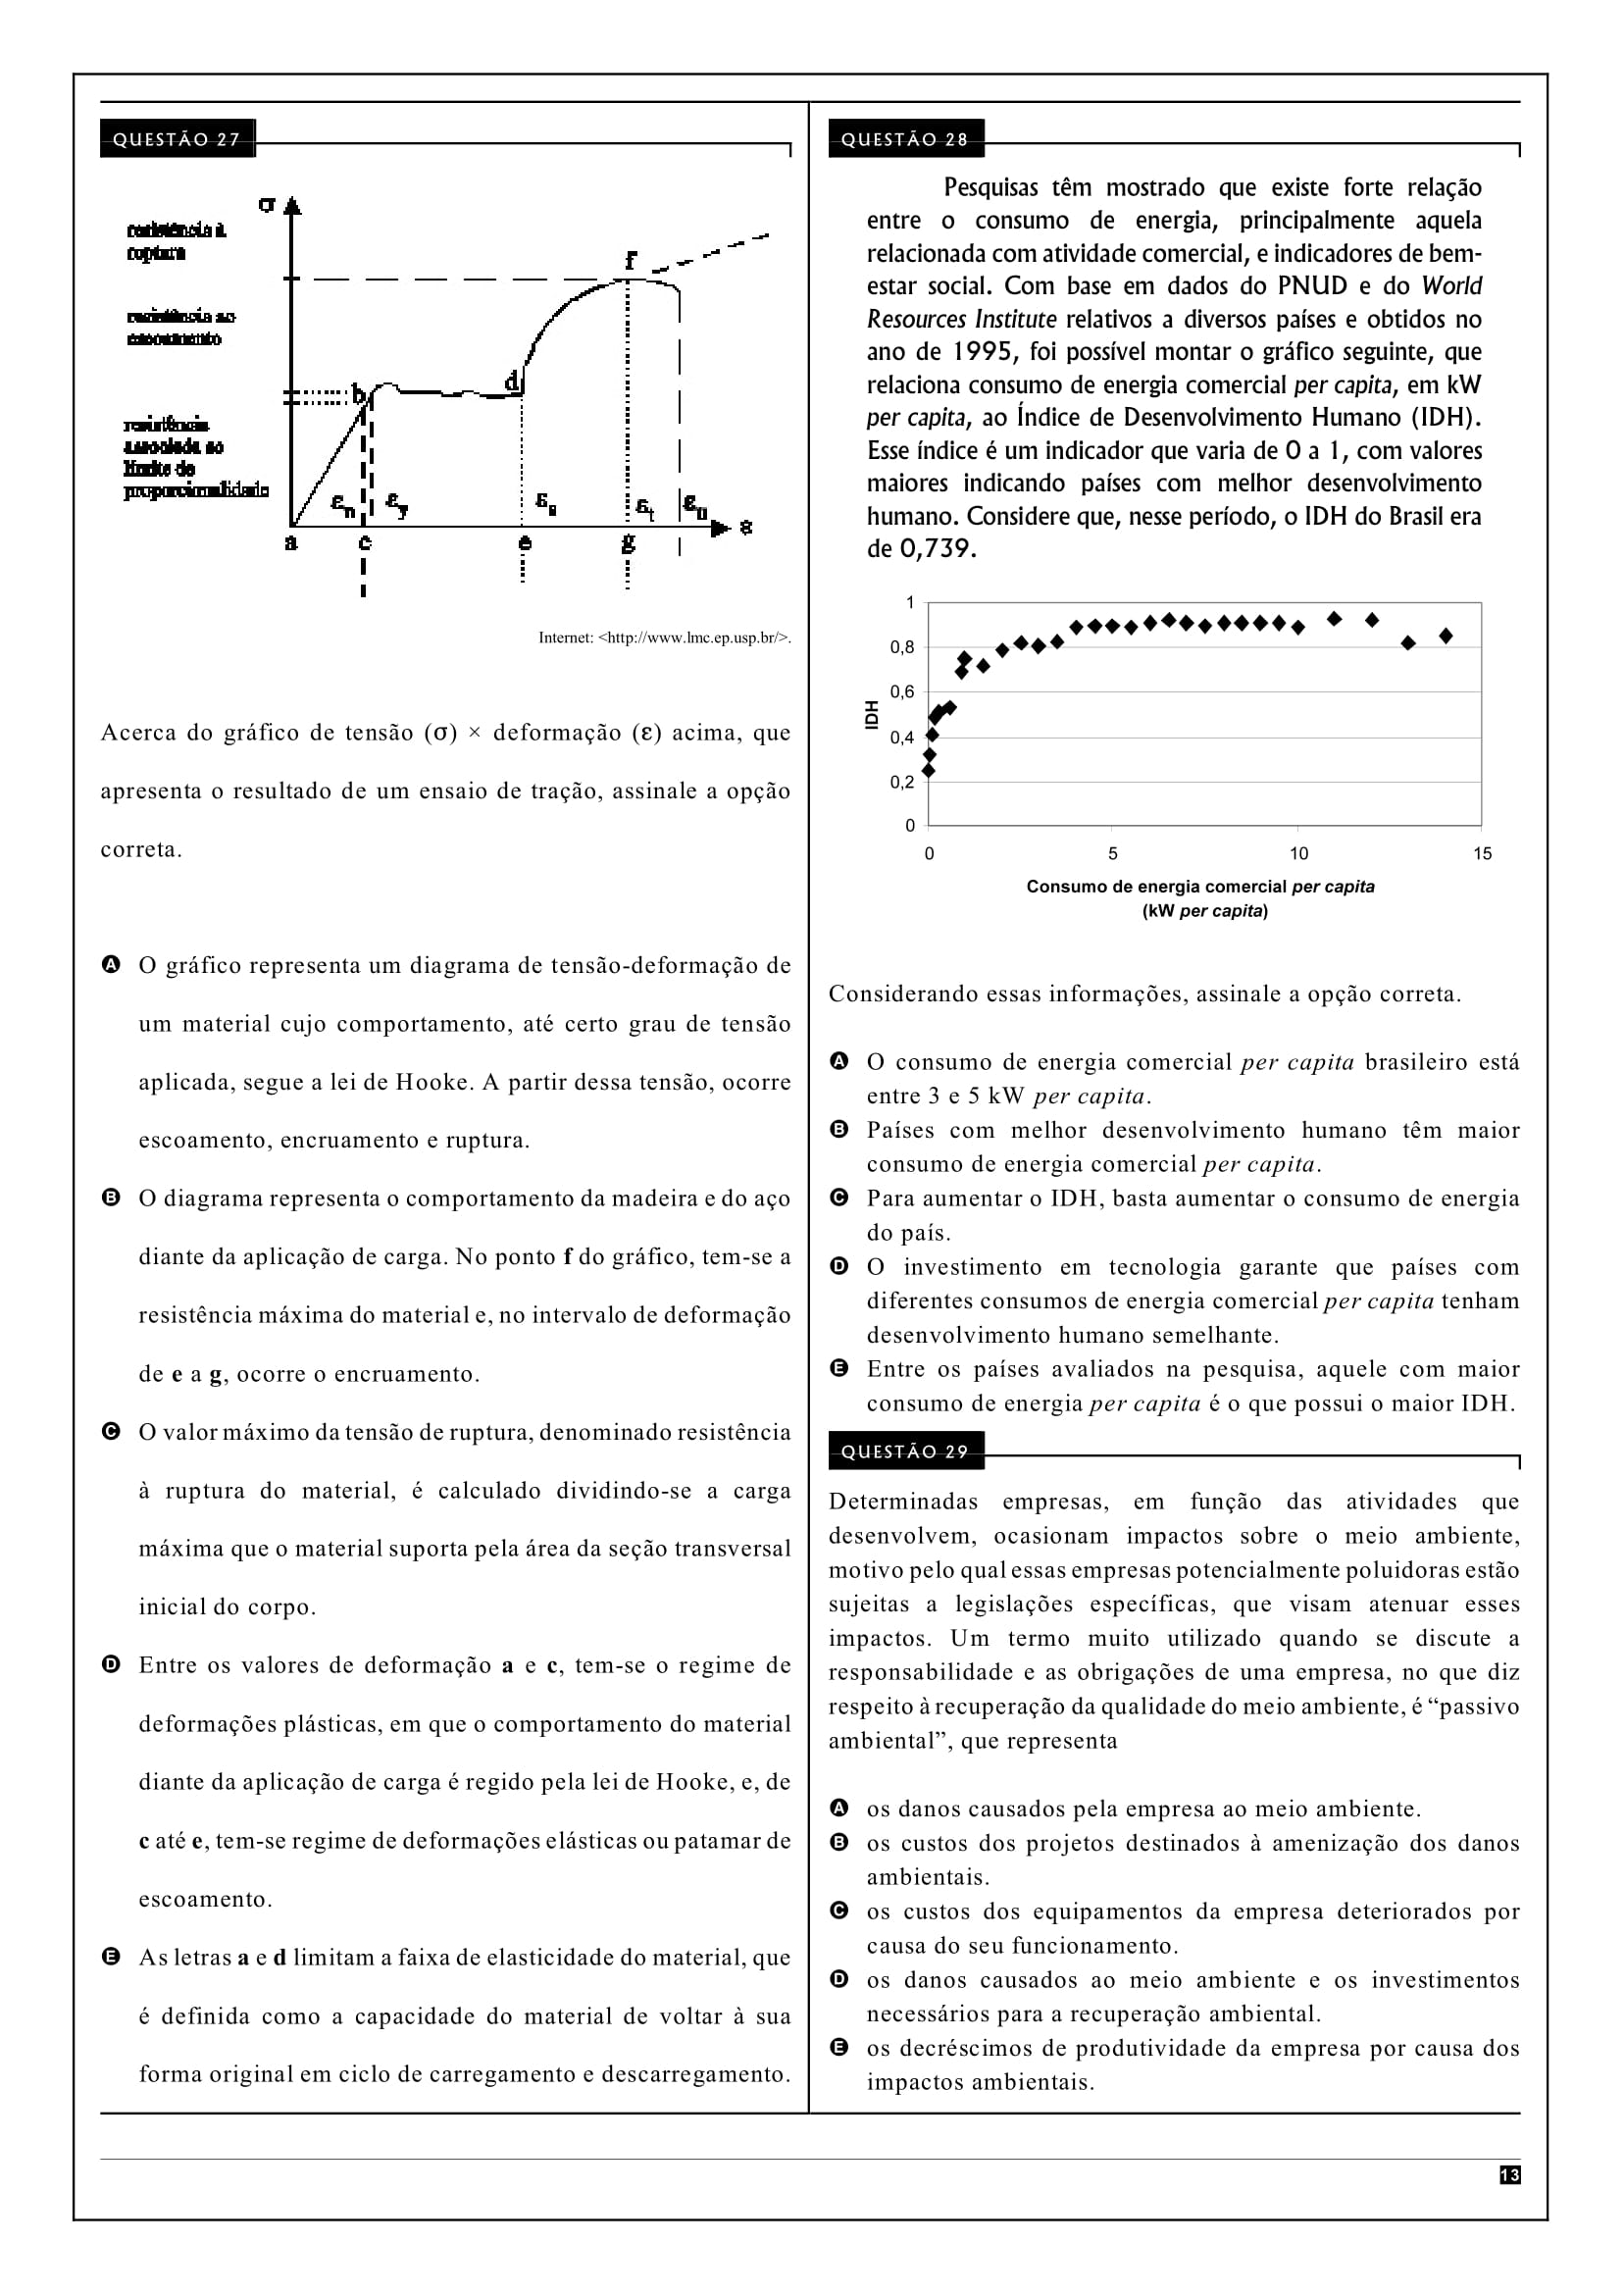 QUESTÃO 27
σ
resistência à
ruptura
resistência ao
escoamento
resistência
associada ao
limite de
proporcionalidade
f
b
d
ε
a
c
e
g
ε
Internet: <http://www.lmc.ep.usp.br/>.
Acerca do gráfico de tensão (σ) × deformação (ε) acima, que
apresenta o resultado de um ensaio de tração, assinale a opção
correta.
A O gráfico representa um diagrama de tensão-deformação de
um material cujo comportamento, até certo grau de tensão
aplicada, segue a lei de Hooke. A partir dessa tensão, ocorre
escoamento, encruamento e ruptura.
B O diagrama representa o comportamento da madeira e do aço
diante da aplicação de carga. No ponto f do gráfico, tem-se a
resistência máxima do material e, no intervalo de deformação
de e a g, ocorre o encruamento.
C O valor máximo da tensão de ruptura, denominado resistência
à ruptura do material, é calculado dividindo-se a carga
máxima que o material suporta pela área da seção transversal
inicial do corpo.
D Entre os valores de deformação a e c, tem-se o regime de
deformações plásticas, em que o comportamento do material
diante da aplicação de carga é regido pela lei de Hooke, e, de
c até e, tem-se regime de deformações elásticas ou patamar de
escoamento.
E As letras a e d limitam a faixa de elasticidade do material, que
é definida como a capacidade do material de voltar à sua
forma original em ciclo de carregamento e descarregamento.
QUESTÃO 28
Pesquisas têm mostrado que existe forte relação
entre o consumo de energia, principalmente aquela
relacionada com atividade comercial, e indicadores de bem-
estar social. Com base em dados do PNUD e do World
Resources Institute relativos a diversos países e obtidos no
ano de 1995, foi possível montar o gráfico seguinte, que
relaciona consumo de energia comercial per capita, em kW
per capita, ao Índice de Desenvolvimento Humano (IDH).
Esse índice é um indicador que varia de 0 a 1, com valores
maiores indicando países com melhor desenvolvimento
humano. Considere que, nesse período, o IDH do Brasil era
de 0,739.
1
0,8
0,6
0,4
0,2
0
IDH
0 5 10 15
Consumo de energia comercial per capita
(kW per capita)
Considerando essas informações, assinale a opção correta.
A O consumo de energia comercial per capita brasileiro está
entre 3 e 5 kW per capita.
B Países com melhor desenvolvimento humano têm maior
consumo de energia comercial per capita.
C Para aumentar o IDH, basta aumentar o consumo de energia
do país.
D O investimento em tecnologia garante que países com
diferentes consumos de energia comercial per capita tenham
desenvolvimento humano semelhante.
E Entre os países avaliados na pesquisa, aquele com maior
consumo de energia per capita é o que possui o maior IDH.
QUESTÃO 29
Determinadas empresas, em função das atividades que
desenvolvem, ocasionam impactos sobre o meio ambiente,
motivo pelo qual essas empresas potencialmente poluidoras estão
sujeitas a legislações específicas, que visam atenuar esses
impactos. Um termo muito utilizado quando se discute a
responsabilidade e as obrigações de uma empresa, no que diz
respeito à recuperação da qualidade do meio ambiente, é “passivo
ambiental”, que representa
A os danos causados pela empresa ao meio ambiente.
B os custos dos projetos destinados à amenização dos danos
ambientais.
C os custos dos equipamentos da empresa deteriorados por
causa do seu funcionamento.
D os danos causados ao meio ambiente e os investimentos
necessários para a recuperação ambiental.
E os decréscimos de produtividade da empresa por causa dos
impactos ambientais.
13